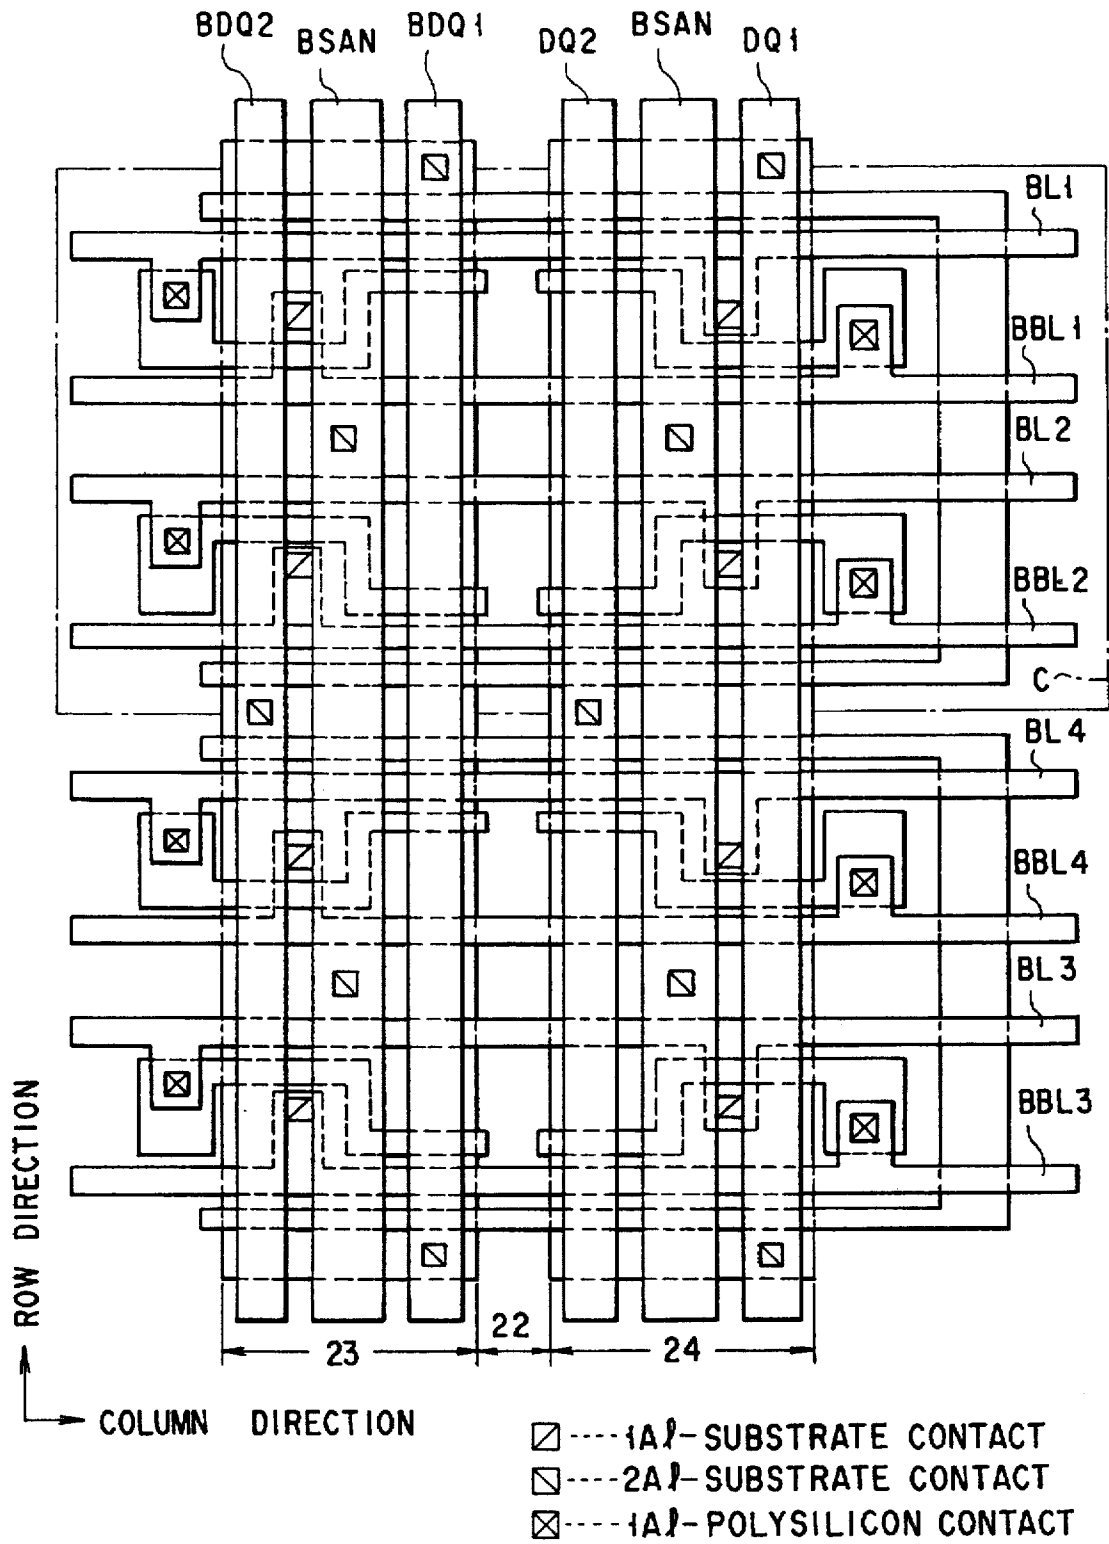 BDQ2
BSAN
BDQ1
DQ2
BSAN
DQ1
BL1
BBL1
BL2
BBL2
C
BL4
BBL4
BL3
BBL3
ROW DIRECTION
22
23
24
COLUMN DIRECTION
1Aℓ-SUBSTRATE CONTACT
2Aℓ-SUBSTRATE CONTACT
1Aℓ-POLYSILICON CONTACT